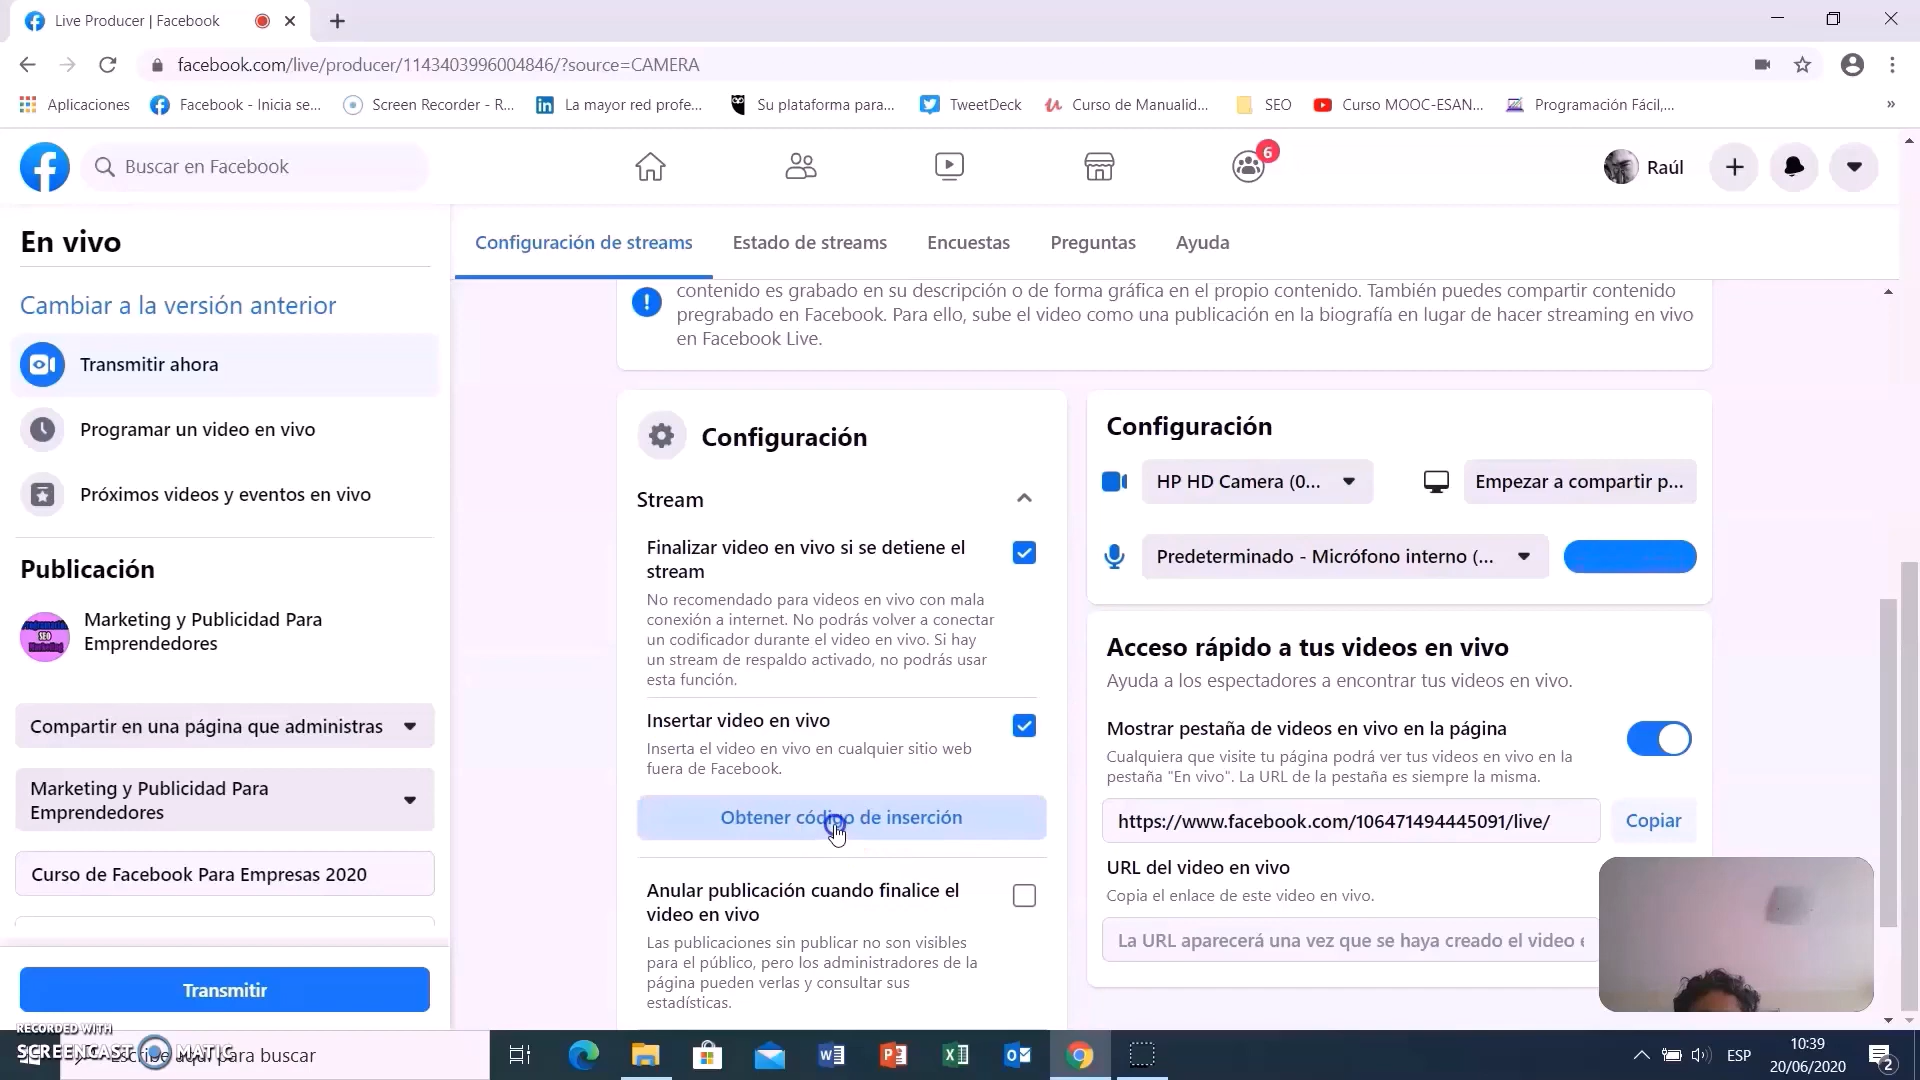 Live Producer | Facebook
facebook.com/live/producer/1143403996004846/?source=CAMERA
Aplicaciones
Facebook - Inicia se...
Screen Recorder - R...
La mayor red profe...
Su plataforma para...
TweetDeck
Curso de Manualid...
SEO
Curso MOOC-ESAN...
Programación Fácil,...
»
Buscar en Facebook
6
Raúl
En vivo
Cambiar a la versión anterior
Transmitir ahora
Programar un video en vivo
Próximos videos y eventos en vivo
Publicación
Marketing y Publicidad Para
Emprendedores
Compartir en una página que administras
Marketing y Publicidad Para
Emprendedores
Curso de Facebook Para Empresas 2020
Transmitir
Configuración de streams
Estado de streams
Encuestas
Preguntas
Ayuda
contenido es grabado en su descripción o de forma gráfica en el propio contenido. También puedes compartir contenido
pregrabado en Facebook. Para ello, sube el video como una publicación en la biografía en lugar de hacer streaming en vivo
en Facebook Live.
Configuración
Stream
Finalizar video en vivo si se detiene el
stream
No recomendado para videos en vivo con mala
conexión a internet. No podrás volver a conectar
un codificador durante el video en vivo. Si hay
un stream de respaldo activado, no podrás usar
esta función.
Insertar video en vivo
Inserta el video en vivo en cualquier sitio web
fuera de Facebook.
Obtener código de inserción
Anular publicación cuando finalice el
video en vivo
Las publicaciones sin publicar no son visibles
para el público, pero los administradores de la
página pueden verlas y consultar sus
estadísticas.
Configuración
HP HD Camera (0...
Empezar a compartir p...
Predeterminado - Micrófono interno (...
Acceso rápido a tus videos en vivo
Ayuda a los espectadores a encontrar tus videos en vivo.
Mostrar pestaña de videos en vivo en la página
Cualquiera que visite tu página podrá ver tus videos en vivo en la
pestaña "En vivo". La URL de la pestaña es siempre la misma.
https://www.facebook.com/106471494445091/live/
Copiar
URL del video en vivo
Copia el enlace de este video en vivo.
La URL aparecerá una vez que se haya creado el video e
RECORDED WITH
SCREENCAST MATIC
Escribe aquí para buscar
ESP
10:39
20/06/2020
2